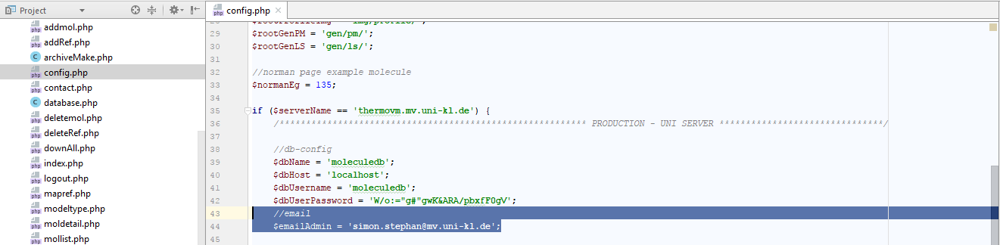 Project
config.php
addmol.php
addRef.php
archiveMake.php
config.php
contact.php
database.php
deletemol.php
deleteRef.php
downAll.php
index.php
logout.php
mapref.php
modeltype.php
moldetail.php
mollist.php
29 $rootGenPM = 'gen/pm/';
30 $rootGenLS = 'gen/ls/';
31
32 //norman page example molecule
33 $normanEg = 135;
34
35 if ($serverName == 'thermovm.mv.uni-kl.de') {
36 /********************************************************** PRODUCTION - UNI SERVER *******************************/
37
38 //db-config
39 $dbName = 'moleculedb';
40 $dbHost = 'localhost';
41 $dbUsername = 'moleculedb';
42 $dbUserPassword = 'W/o:="g#"gwK&ARA/pbxfF0gV';
43 //email
44 $emailAdmin = 'simon.stephan@mv.uni-kl.de';
45